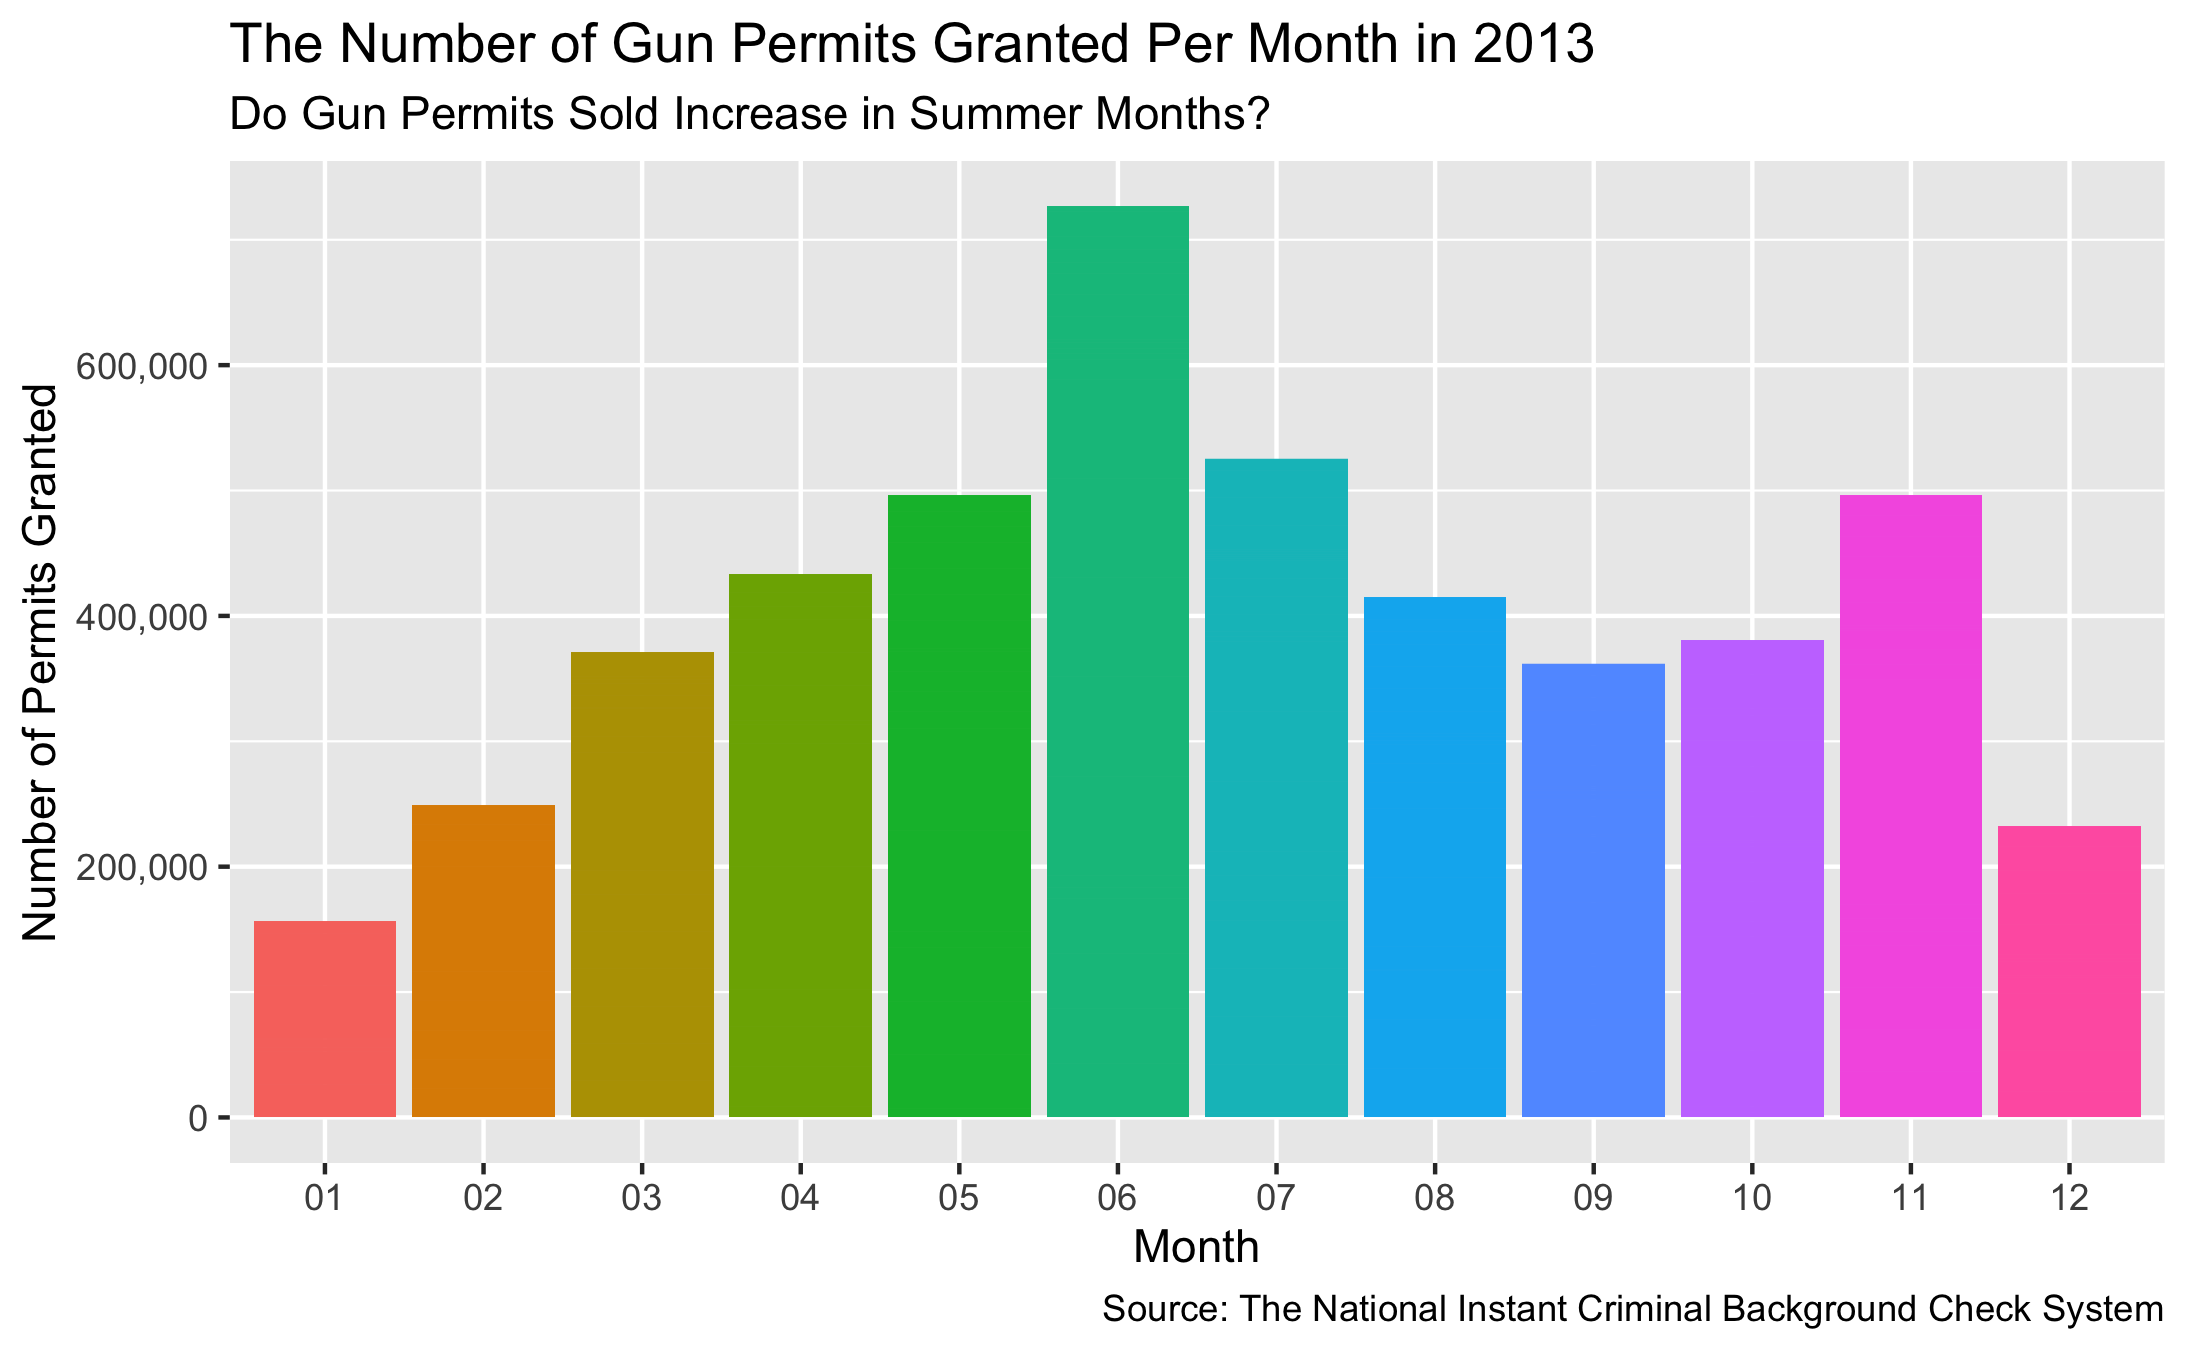 The Number of Gun Permits Granted Per Month in 2013
Do Gun Permits Sold Increase in Summer Months?
Number of Permits Granted
600,000
400,000
200,000
0
01 02 03 04 05 06 07 08 09 10 11 12
Month
Source: The National Instant Criminal Background Check System